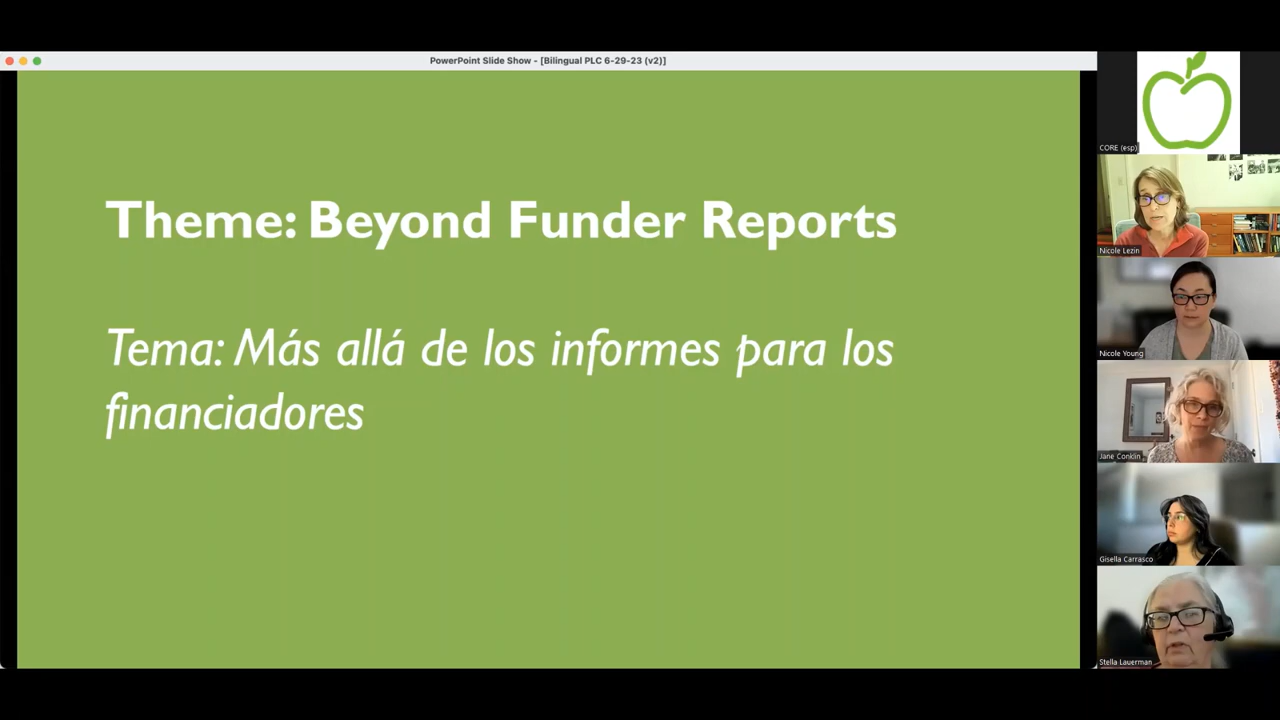 PowerPoint Slide Show - [Bilingual PLC 6-29-23 (v2)]
Theme: Beyond Funder Reports
Tema: Más allá de los informes para los
financiadores
CORE (esp)
Nicole Lezin
Nicole Young
Jane Conklin
Gisella Carrasco
Stella Lauerman